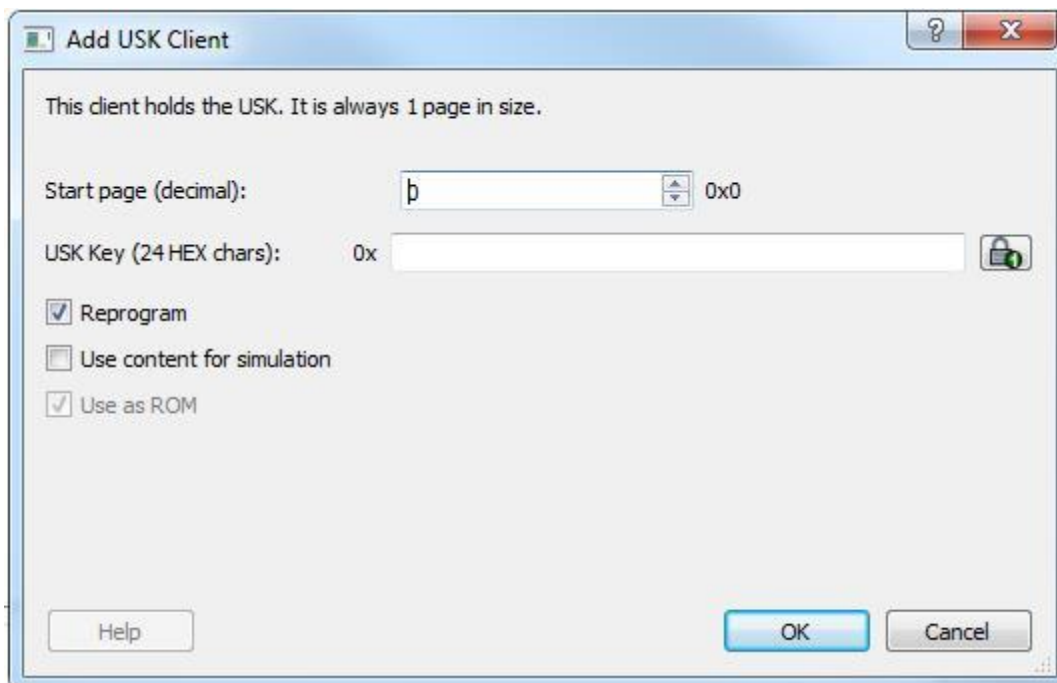 Add USK Client
This client holds the USK. It is always 1 page in size.
Start page (decimal): 0 0x0
USK Key (24 HEX chars): 0x
Reprogram
Use content for simulation
Use as ROM
Help OK Cancel